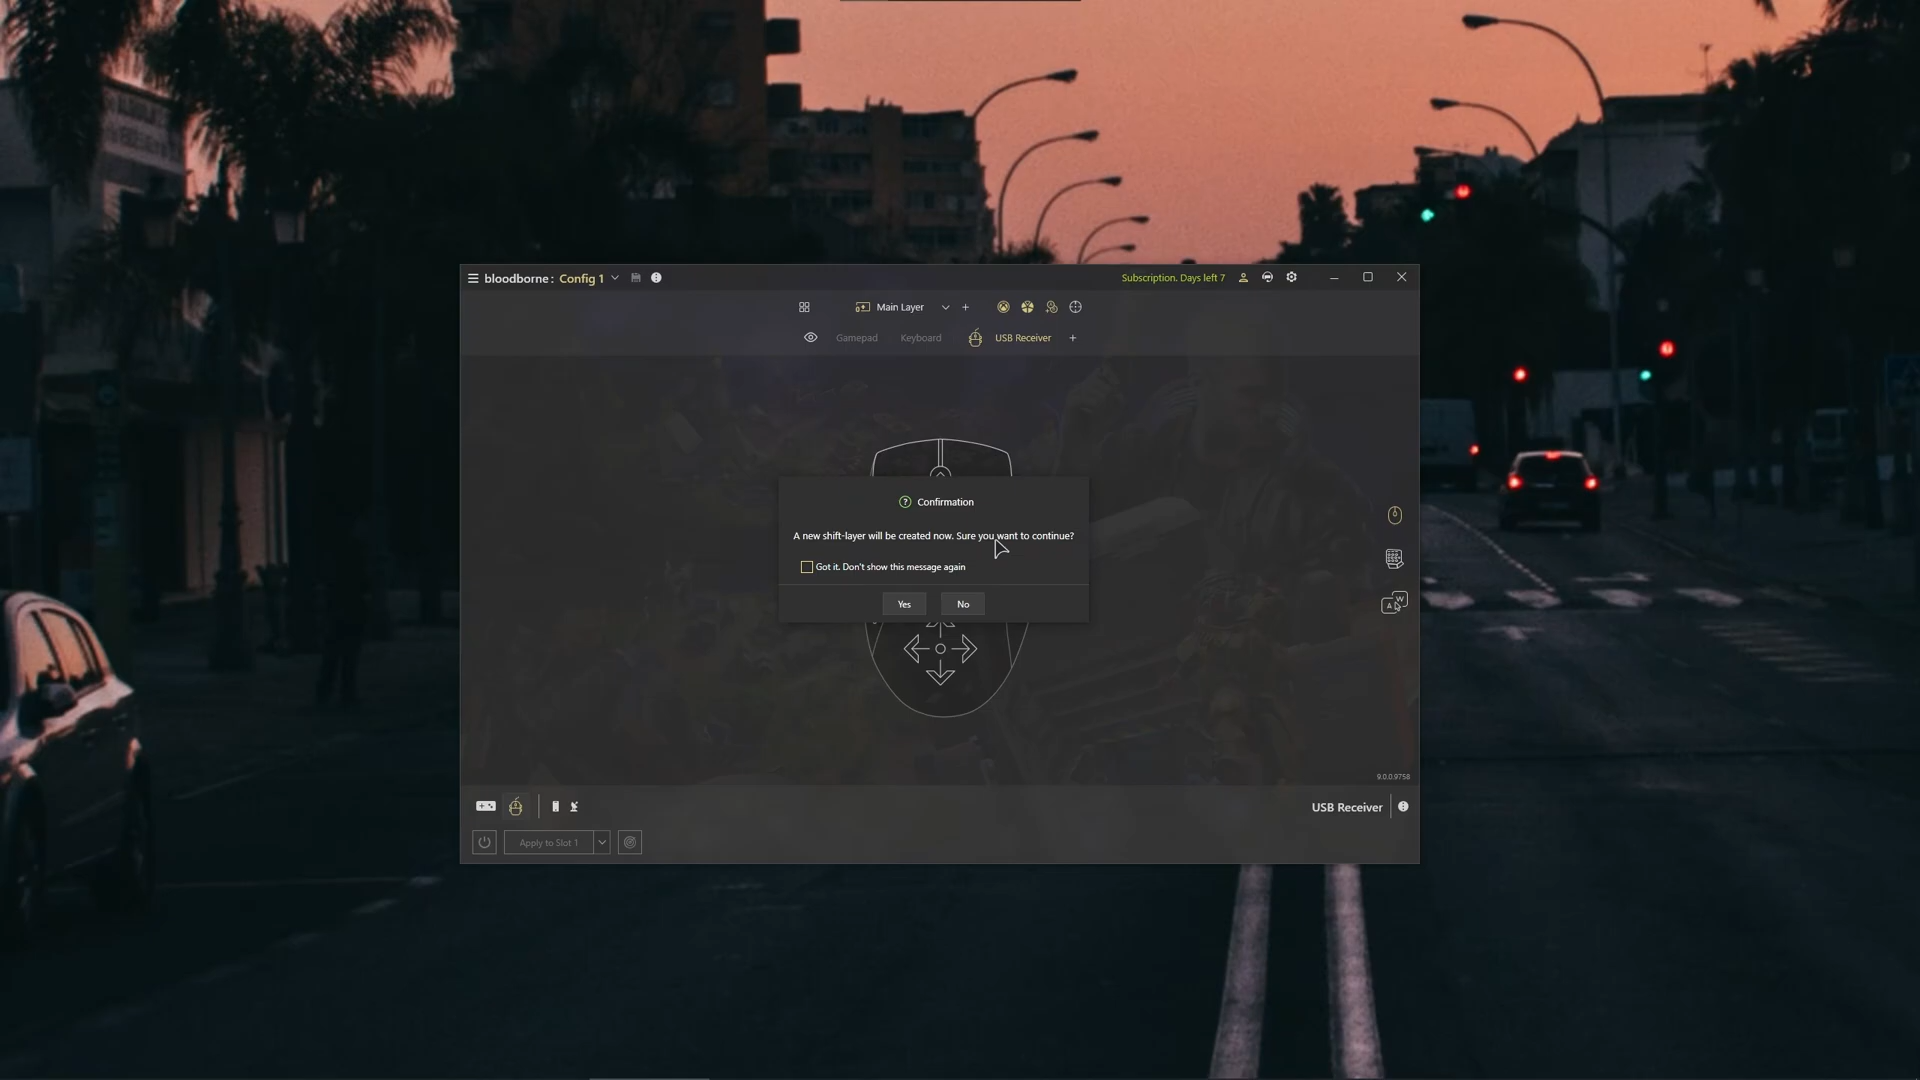 bloodborne: Config 1
Subscription. Days left 7
Main Layer
Gamepad
Keyboard
USB Receiver
Confirmation
A new shift-layer will be created now. Sure you want to continue?
Got it. Don't show this message again
Yes
No
A
W
9.0.0.9758
USB Receiver
Apply to Slot 1